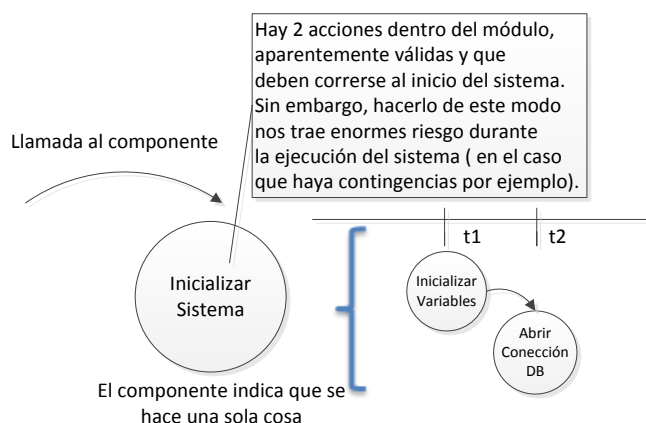 Hay 2 acciones dentro del módulo,
aparentemente válidas y que
deben correrse al inicio del sistema.
Sin embargo, hacerlo de este modo
nos trae enormes riesgo durante
la ejecución del sistema ( en el caso
que haya contingencias por ejemplo).
Llamada al componente
t1
t2
Inicializar
Sistema
Inicializar
Variables
Abrir
Conección
DB
El componente indica que se
hace una sola cosa